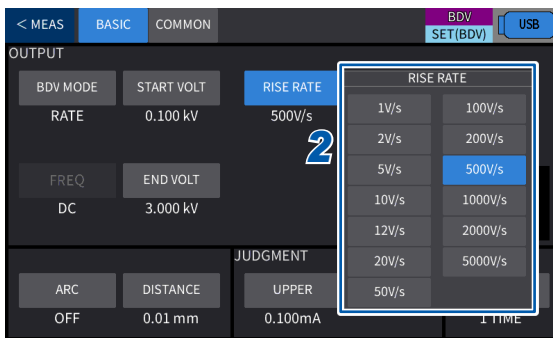 < MEAS BASIC COMMON BDV SET(BDV) USB
OUTPUT
BDV MODE START VOLT RISE RATE
RATE 0.100 kV 500V/s
2
FREQ END VOLT
DC 3.000 kV
RISE RATE
1V/s 100V/s
2V/s 200V/s
5V/s 500V/s
10V/s 1000V/s
12V/s 2000V/s
20V/s 5000V/s
50V/s
JUDGMENT
ARC DISTANCE UPPER
OFF 0.01 mm 0.100mA 1 TIME